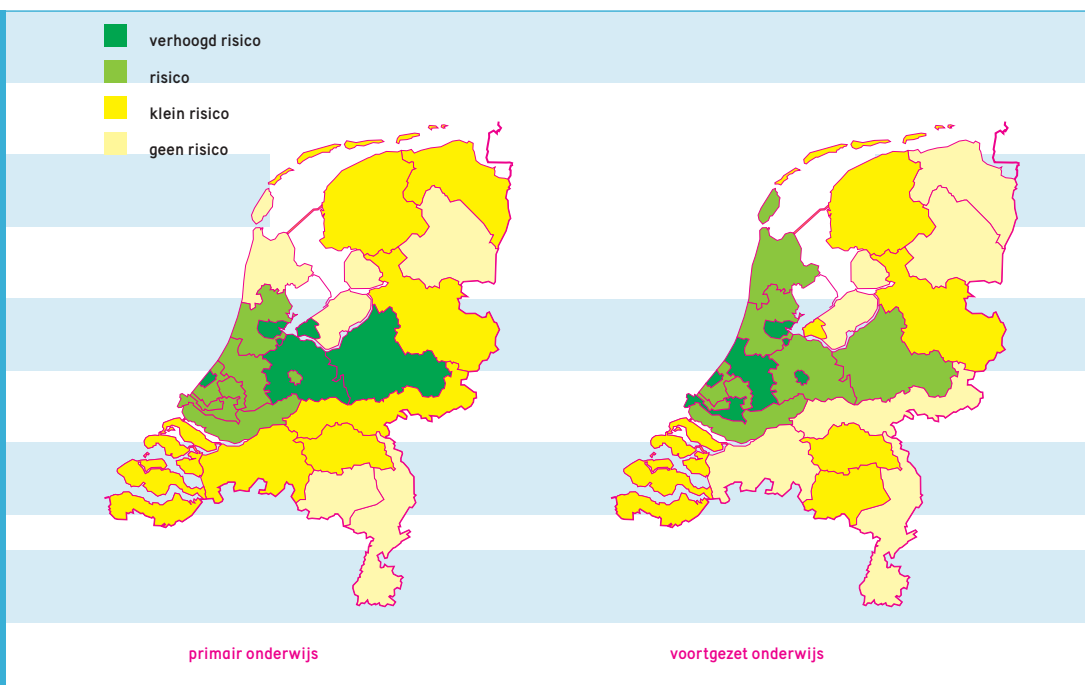 verhoogd risico
risico
klein risico
geen risico
primair onderwijs
voortgezet onderwijs